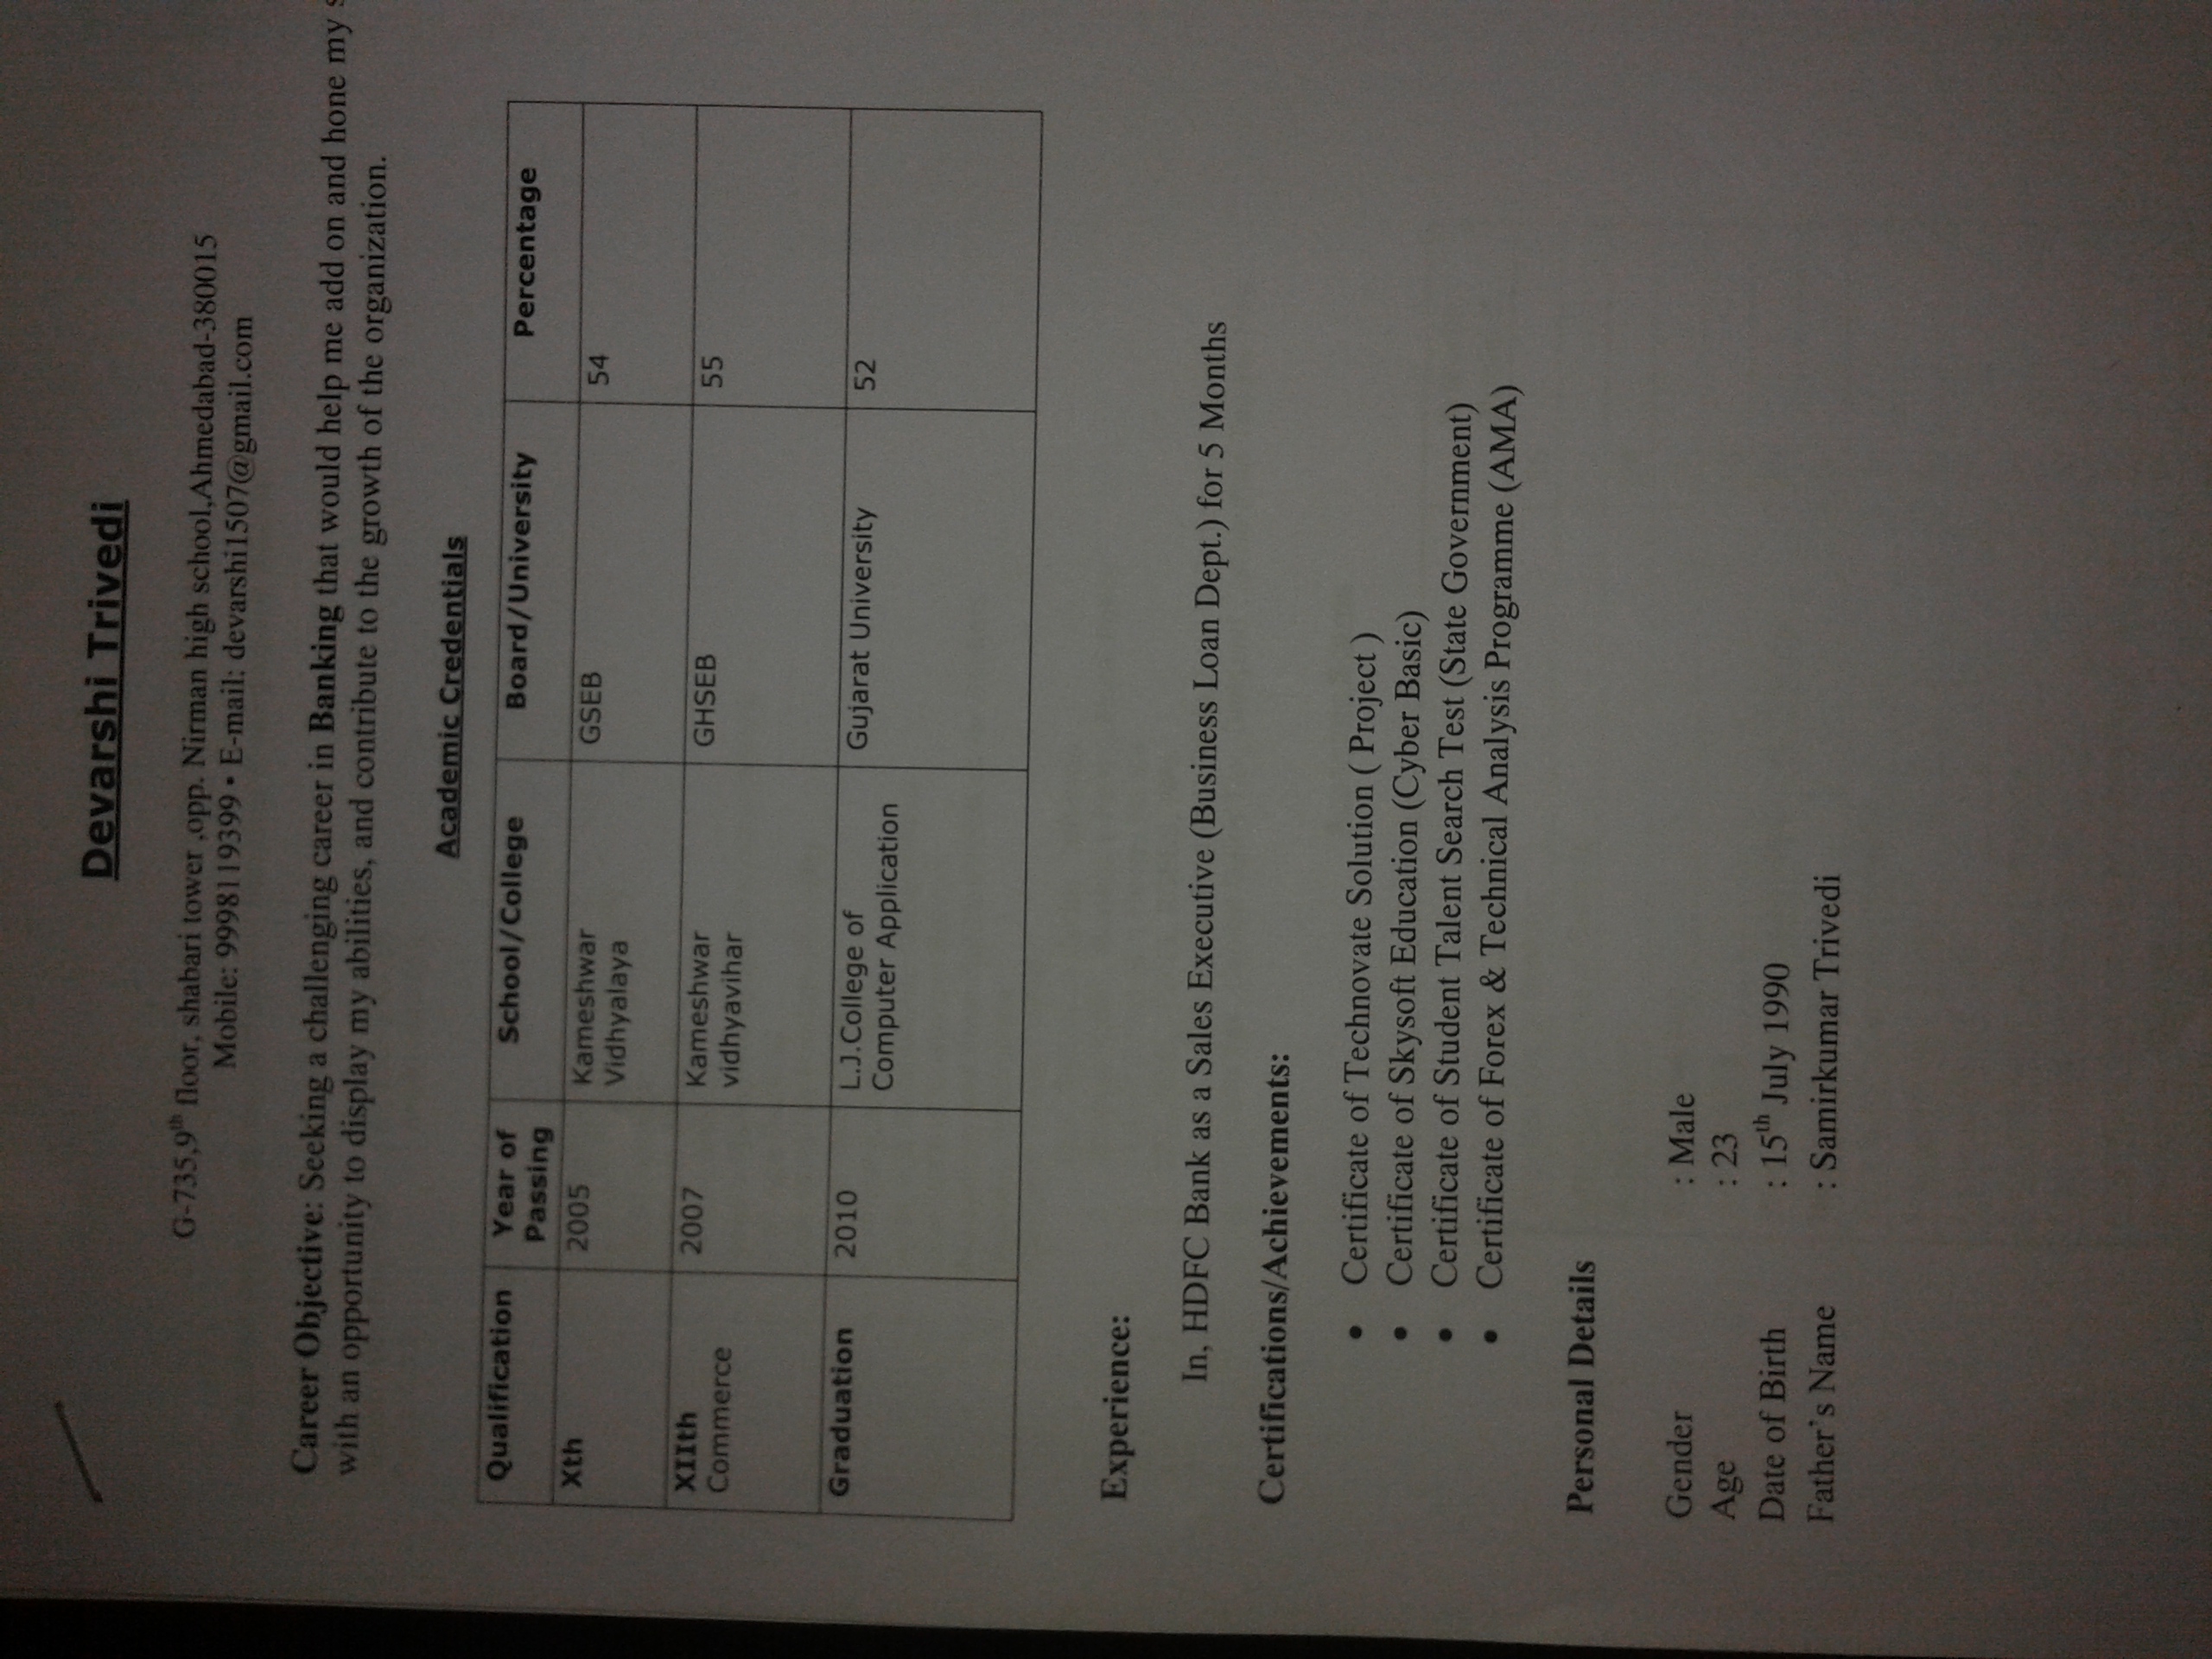 Devarshi Trivedi
G-735,9th floor, shabari tower ,opp. Nirman high school,Ahmedabad-380015
Mobile: 9998119399 • E-mail: devarshi1507@gmail.com
Career Objective: Seeking a challenging career in Banking that would help me add on and hone my
with an opportunity to display my abilities, and contribute to the growth of the organization.
Academic Credentials
Qualification Year of Passing School/College Board/University Percentage
Xth 2005 Kameshwar Vidhyalaya GSEB 54
XIIth Commerce 2007 Kameshwar vidhyavihar GHSEB 55
Graduation 2010 L.J.College of Computer Application Gujarat University 52
Experience:
In, HDFC Bank as a Sales Executive (Business Loan Dept.) for 5 Months
Certifications/Achievements:
• Certificate of Technovate Solution ( Project )
• Certificate of Skysoft Education (Cyber Basic)
• Certificate of Student Talent Search Test (State Government)
• Certificate of Forex & Technical Analysis Programme (AMA)
Personal Details
Gender : Male
Age : 23
Date of Birth : 15th July 1990
Father's Name : Samirkumar Trivedi